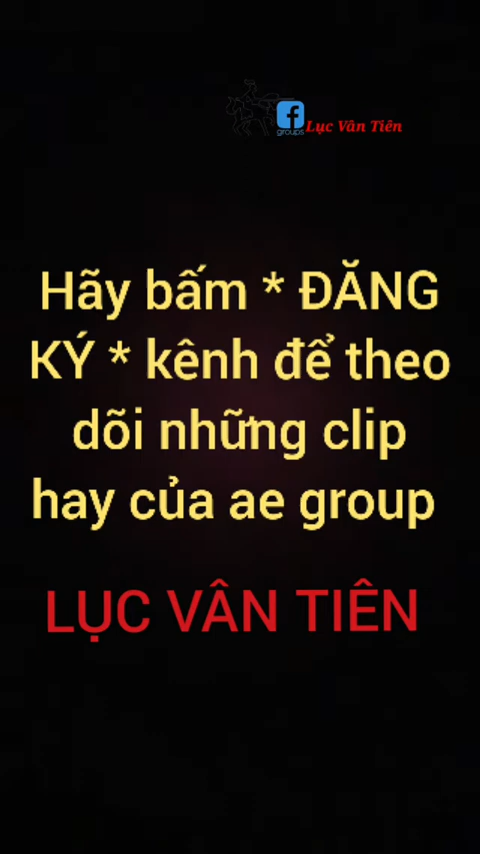 groups
Lục Vân Tiên
Hãy bấm * ĐĂNG
KÝ * kênh để theo
dõi những clip
hay của ae group
LỤC VÂN TIÊN